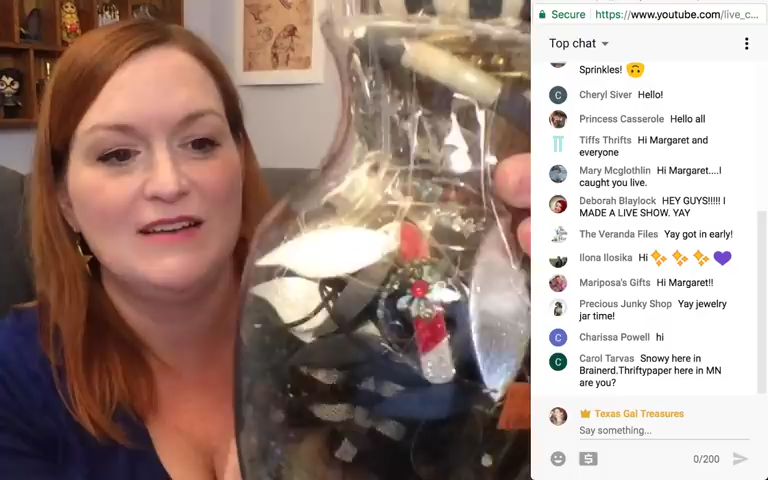 Secure https://www.youtube.com/live_c...
Top chat
Sprinkles!
C Cheryl Siver Hello!
Princess Casserole Hello all
TT Tiffs Thrifts Hi Margaret and
everyone
Mary Mcglothlin Hi Margaret....I
caught you live.
Deborah Blaylock HEY GUYS!!!!! I
MADE A LIVE SHOW. YAY
The Veranda Files Yay got in early!
Ilona Ilosika Hi
Mariposa's Gifts Hi Margaret!!
Precious Junky Shop Yay jewelry
jar time!
C Charissa Powell hi
C Carol Tarvas Snowy here in
Brainerd.Thriftypaper here in MN
are you?
Texas Gal Treasures
Say something...
$ 0/200